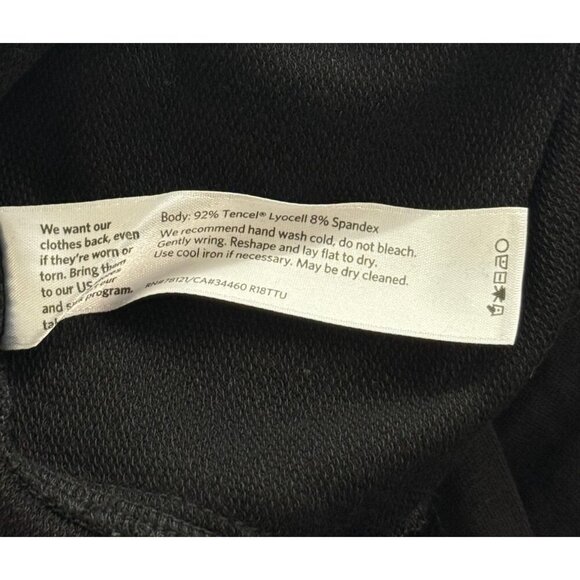 We want our
clothes back, even
if they're worn or
torn. Bring them
to our US
and program.
Body: 92% Tencel® Lyocell 8% Spandex
We recommend hand wash cold, do not bleach.
Gently wring. Reshape and lay flat to dry.
Use cool iron if necessary. May be dry cleaned.
RN#78121/CA#34460 R18TTU